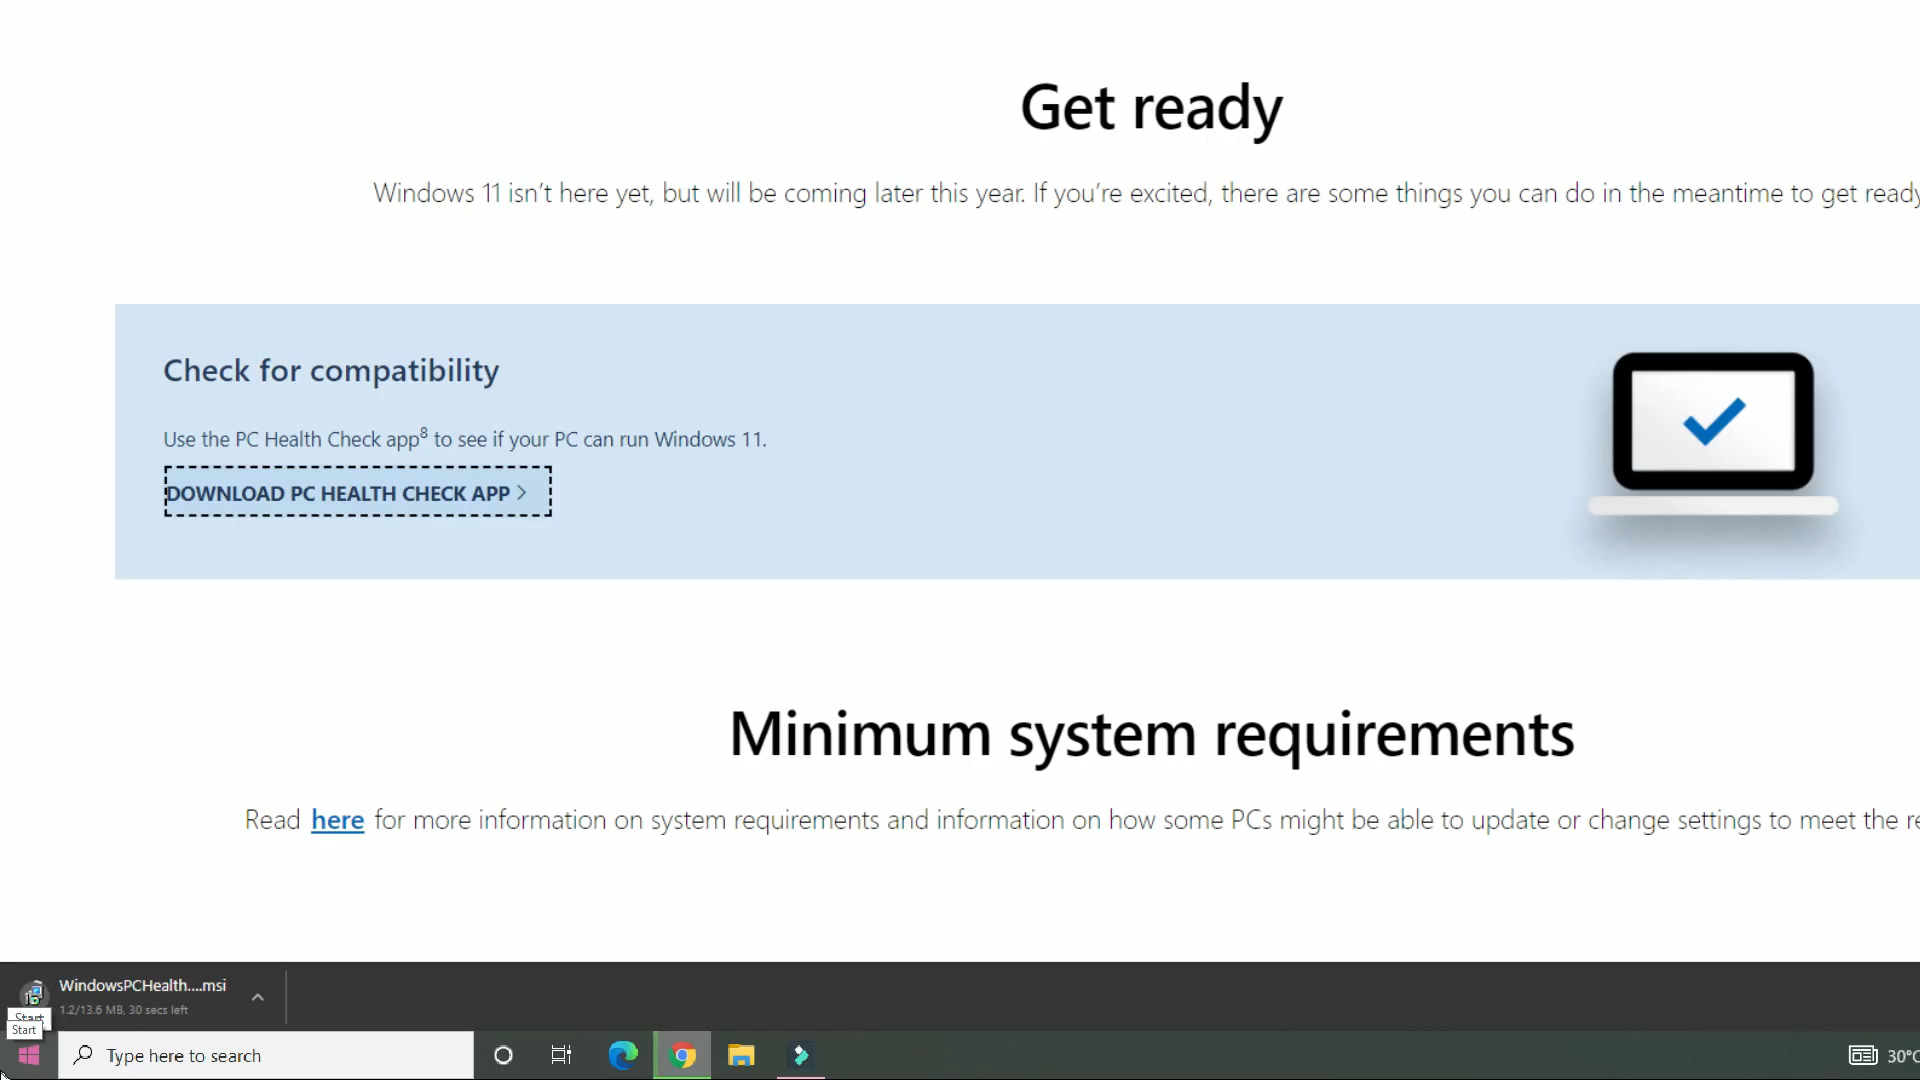 Get ready
Windows 11 isn’t here yet, but will be coming later this year. If you’re excited, there are some things you can do in the meantime to get ready
Check for compatibility
Use the PC Health Check app8 to see if your PC can run Windows 11.
DOWNLOAD PC HEALTH CHECK APP
Minimum system requirements
Read here for more information on system requirements and information on how some PCs might be able to update or change settings to meet the
WindowsPCHealth....msi
1.2/13.6 MB, 30 secs left
Start
Start
Type here to search
30°C